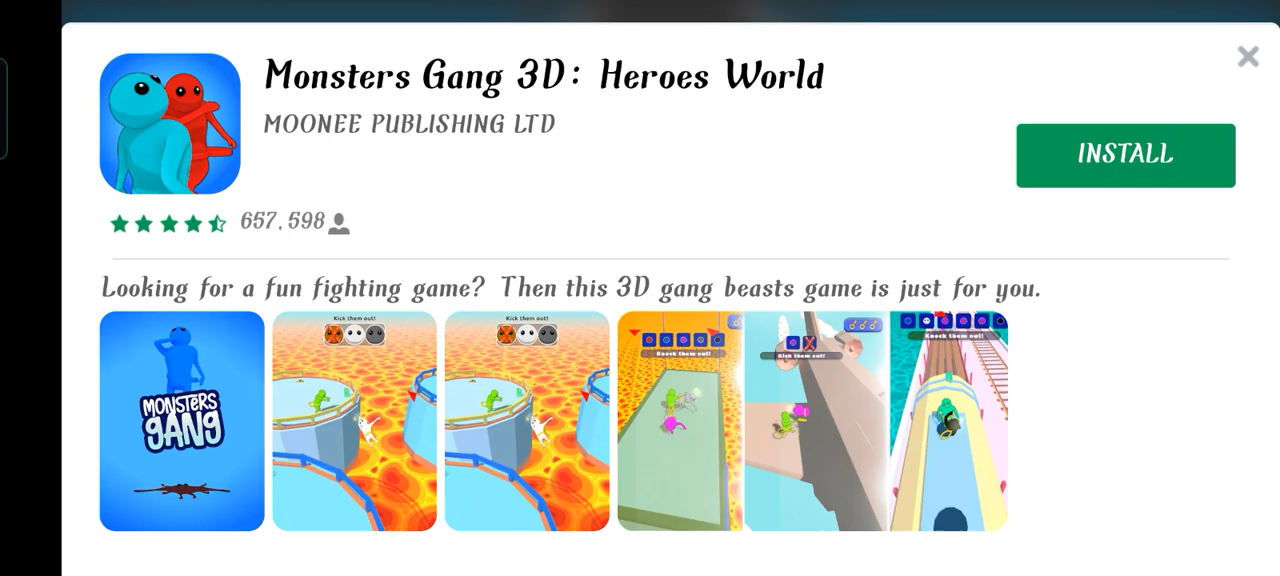 Monsters Gang 3D: Heroes World
MOONEE PUBLISHING LTD
INSTALL
657,598
Looking for a fun fighting game? Then this 3D gang beasts game is just for you.
MONSTERS
GANG
Kick them out!
Kick them out!
Knock them out!
Kick them out!
Knock them out!